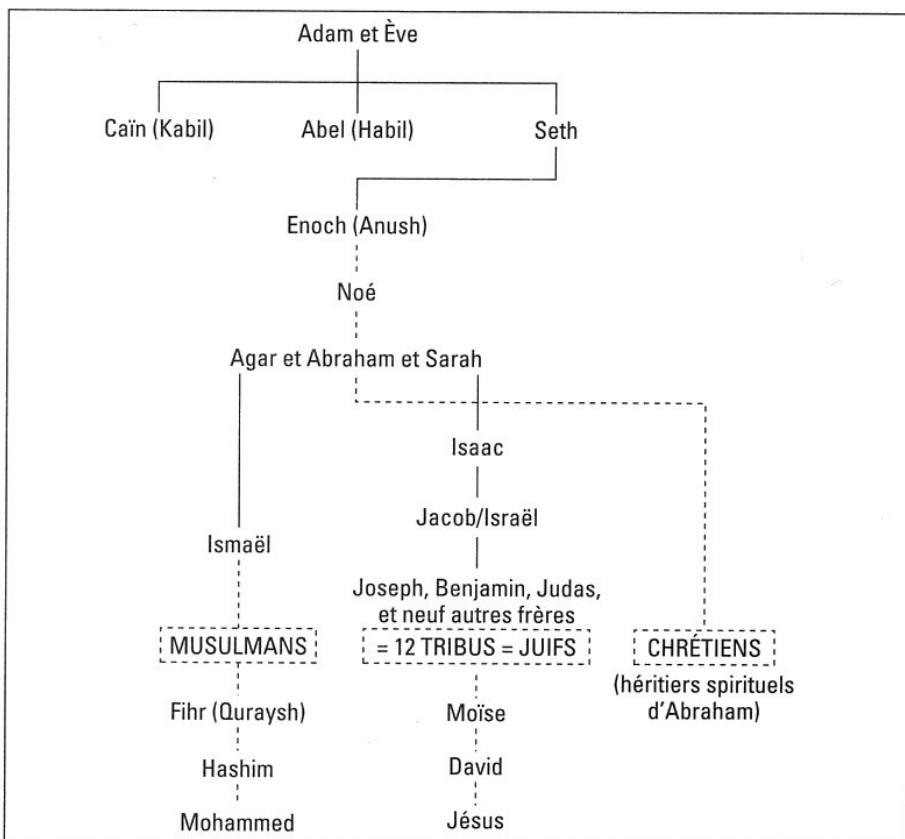 Adam et Ève
Caïn (Kabil) Abel (Habil) Seth
Enoch (Anush)
Noé
Agar et Abraham et Sarah
Isaac
Jacob/Israël
Ismaël
Joseph, Benjamin, Judas,
et neuf autres frères
MUSULMANS = 12 TRIBUS = JUIFS CHRÉTIENS
(héritiers spirituels
d'Abraham)
Fihr (Quraysh) Moïse
Hashim David
Mohammed Jésus